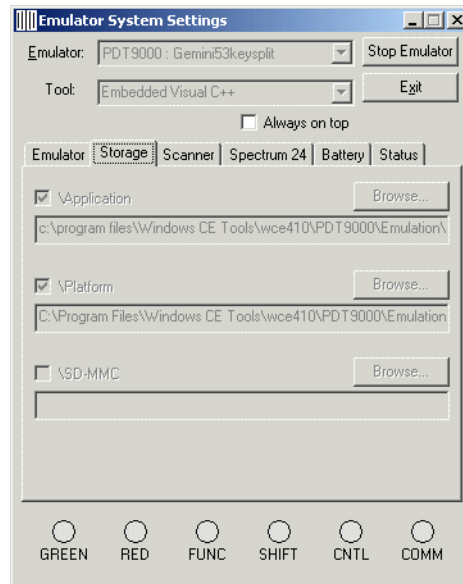 Emulator System Settings
Emulator: PDT9000 : Gemini53keysplit Stop Emulator
Tool: Embedded Visual C++ Exit
Always on top
Emulator Storage Scanner Spectrum 24 Battery Status
\Application Browse...
c:\program files\Windows CE Tools\wce410\PDT9000\Emulation\
\Platform Browse...
C:\Program Files\Windows CE Tools\wce410\PDT9000\Emulation
\SD-MMC Browse...
GREEN RED FUNC SHIFT CNTL COMM